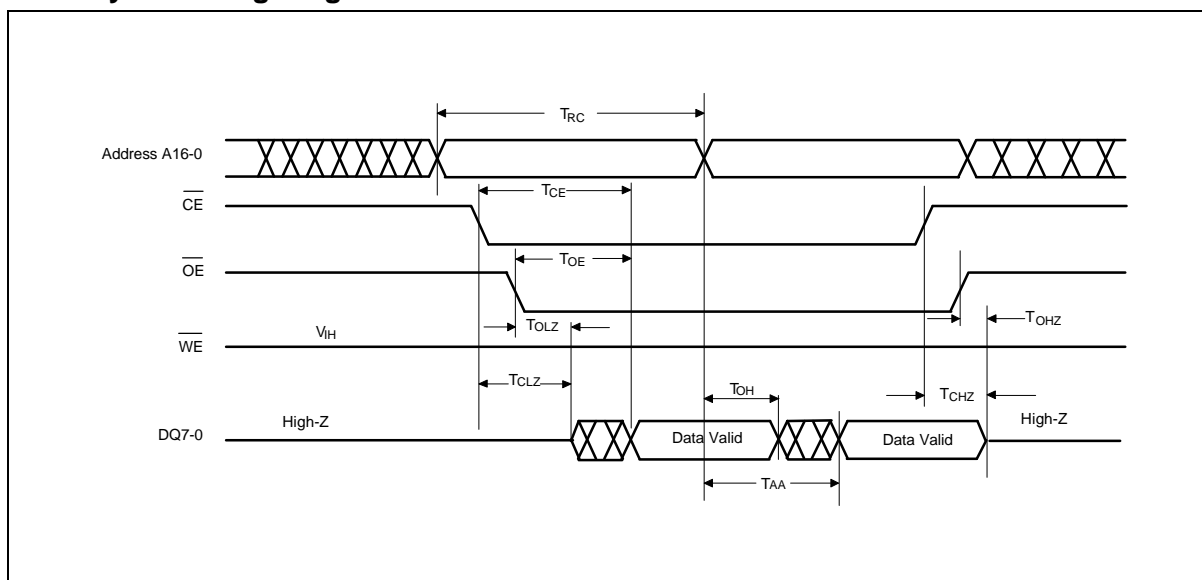 TRC
Address A16-0
TCE
CE
TOE
OE
TOLZ
TOHZ
VIH
WE
TCLZ
TOH
TCHZ
High-Z
High-Z
DQ7-0
Data Valid
Data Valid
TAA